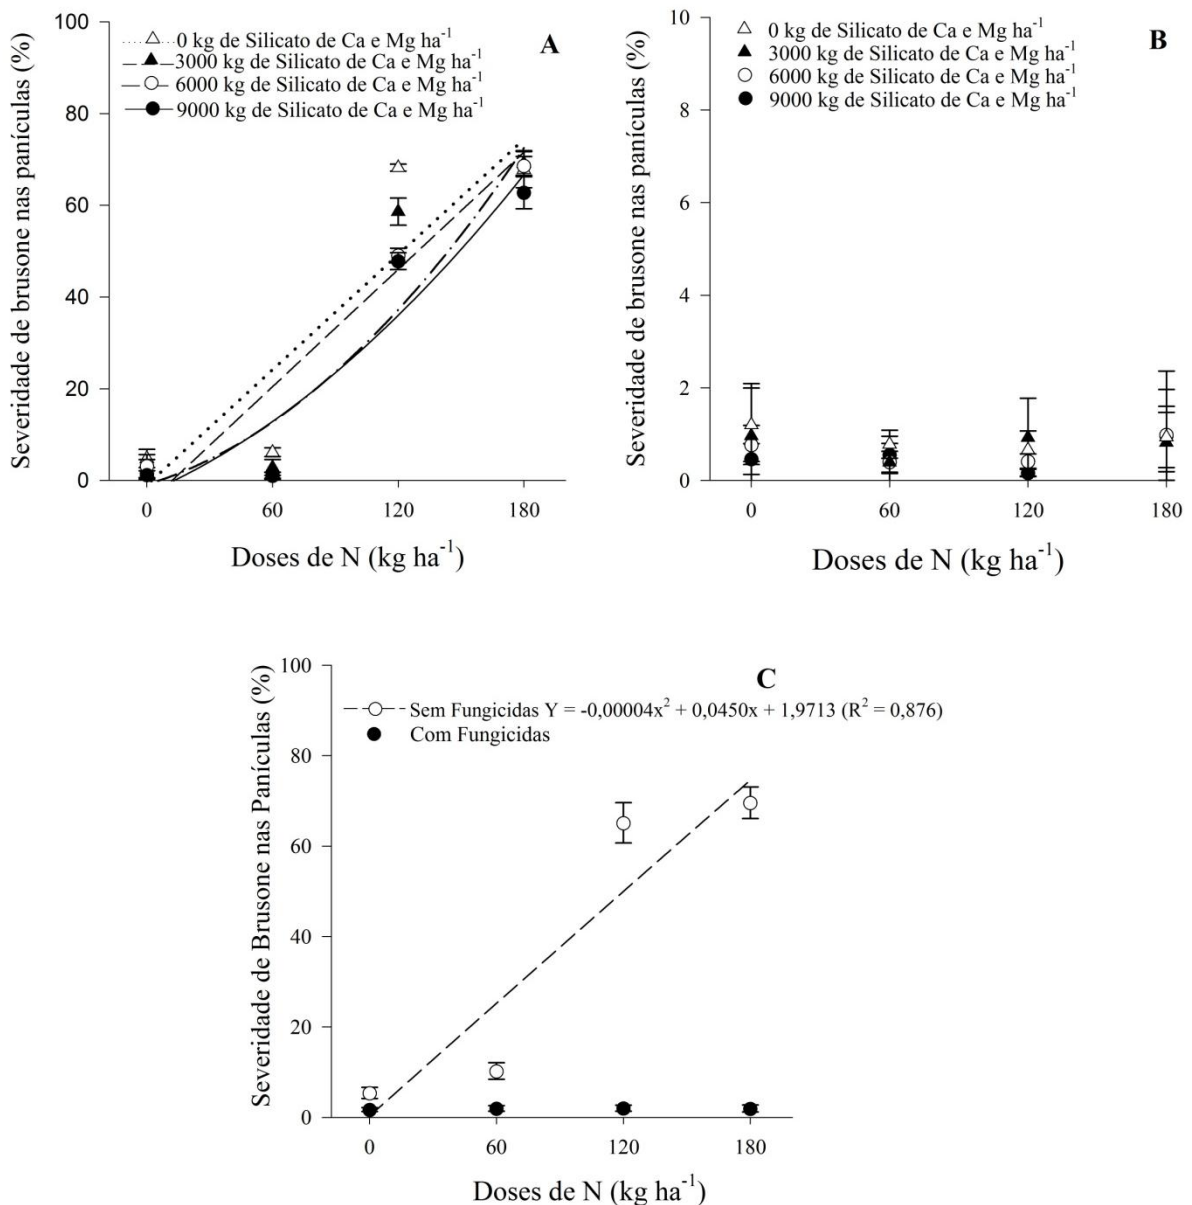 A
Severidade de brusone nas panículas (%)
100
80
60
40
20
0
0 kg de Silicato de Ca e Mg ha⁻¹
3000 kg de Silicato de Ca e Mg ha⁻¹
6000 kg de Silicato de Ca e Mg ha⁻¹
9000 kg de Silicato de Ca e Mg ha⁻¹
0 60 120 180
Doses de N (kg ha⁻¹)
B
Severidade de brusone nas panículas (%)
10
8
6
4
2
0
0 kg de Silicato de Ca e Mg ha⁻¹
3000 kg de Silicato de Ca e Mg ha⁻¹
6000 kg de Silicato de Ca e Mg ha⁻¹
9000 kg de Silicato de Ca e Mg ha⁻¹
0 60 120 180
Doses de N (kg ha⁻¹)
C
Severidade de Brusone nas Panículas (%)
100
80
60
40
20
0
Sem Fungicidas Y = -0,00004x² + 0,0450x + 1,9713 (R² = 0,876)
Com Fungicidas
0 60 120 180
Doses de N (kg ha⁻¹)